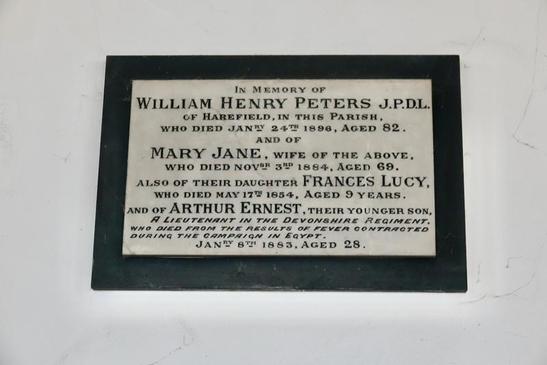 IN MEMORY OF
WILLIAM HENRY PETERS J.P.D.L.
OF HAREFIELD, IN THIS PARISH,
WHO DIED JANRY 24TH 1896, AGED 82.
AND OF
MARY JANE, WIFE OF THE ABOVE,
WHO DIED NOVBR 3RD 1884, AGED 69.
ALSO OF THEIR DAUGHTER FRANCES LUCY,
WHO DIED MAY 17TH 1854, AGED 9 YEARS.
AND OF ARTHUR ERNEST, THEIR YOUNGER SON,
A LIEUTENANT IN THE DEVONSHIRE REGIMENT,
WHO DIED FROM THE RESULTS OF FEVER CONTRACTED
DURING THE CAMPAIGN IN EGYPT.
JANRY 8TH 1883, AGED 28.